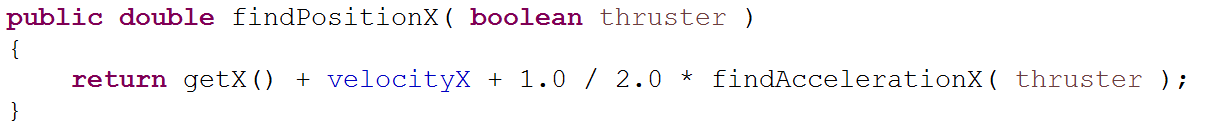 public double findPositionX( boolean thruster )
{
    return getX() + velocityX + 1.0 / 2.0 * findAccelerationX( thruster );
}